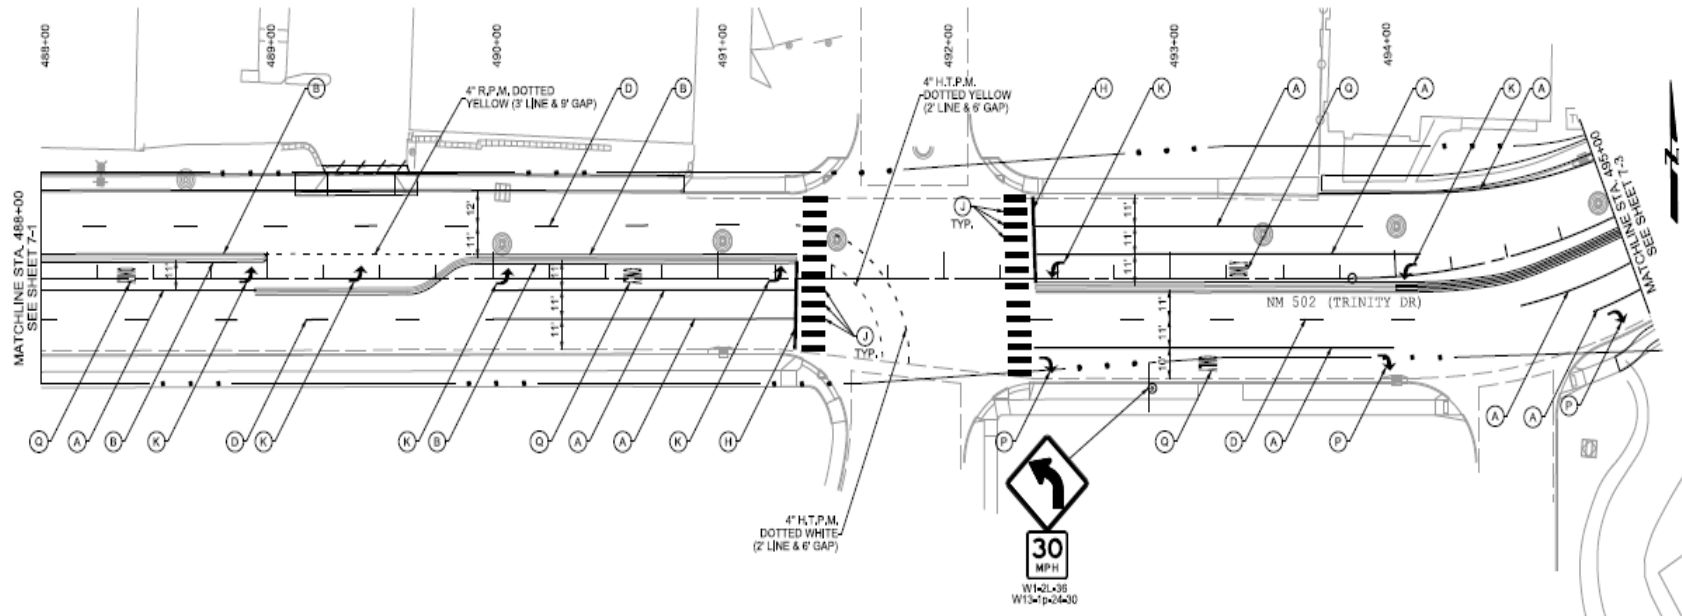 488+00
489+00
490+00
491+00
492+00
493+00
494+00
B
4" R.P.M. DOTTED
YELLOW (3' LINE & 9' GAP)
D
B
4" H.T.P.M.
DOTTED YELLOW
(2' LINE & 6' GAP)
H
K
A
Q
A
K
A
N
MATCHLINE STA. 488+00
SEE SHEET 7-1
MATCHLINE STA. 495+00
SEE SHEET 7-3
12'
11'
11'
11'
11'
11'
J
TYP.
J
TYP.
11'
11'
11'
11'
11'
10'
NM 502 (TRINITY DR)
Q
A
B
K
D
K
K
B
Q
A
A
K
H
P
Q
D
A
P
A
A
P
4" H.T.P.M.
DOTTED WHITE
(2' LINE & 6' GAP)
30
MPH
W1-2L-36
W13-1p-24-30